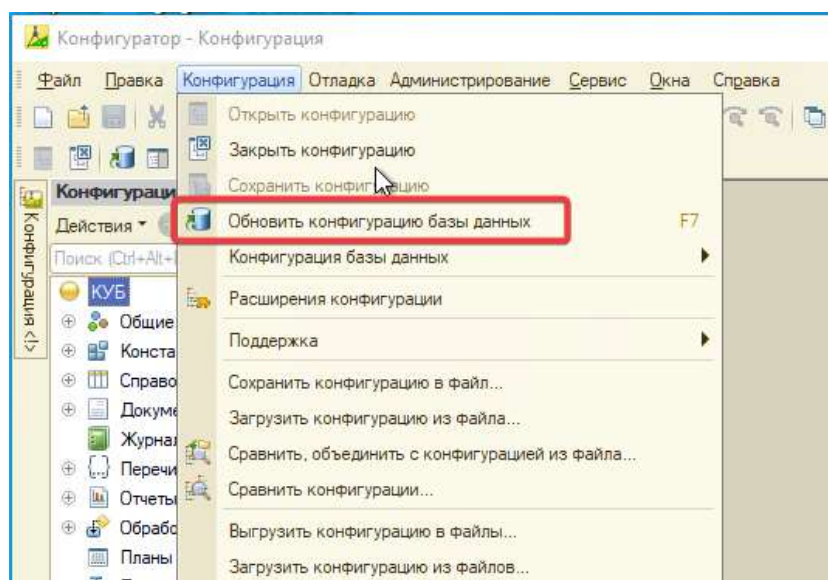 Конфигуратор - Конфигурация
Файл Правка Конфигурация Отладка Администрирование Сервис Окна Справка
Открыть конфигурацию
Закрыть конфигурацию
Сохранить конфигурацию
Обновить конфигурацию базы данных F7
Конфигурация базы данных
Расширения конфигурации
Поддержка
Сохранить конфигурацию в файл...
Загрузить конфигурацию из файла...
Сравнить, объединить с конфигурацией из файла...
Сравнить конфигурации...
Выгрузить конфигурацию в файлы...
Загрузить конфигурацию из файлов...
Конфигурация <!>
Конфигураци
Действия
Поиск (Ctrl+Alt+
КУБ
Общие
Конста
Справо
Докуме
Журнал
Перечи
Отчеты
Обрабо
Планы